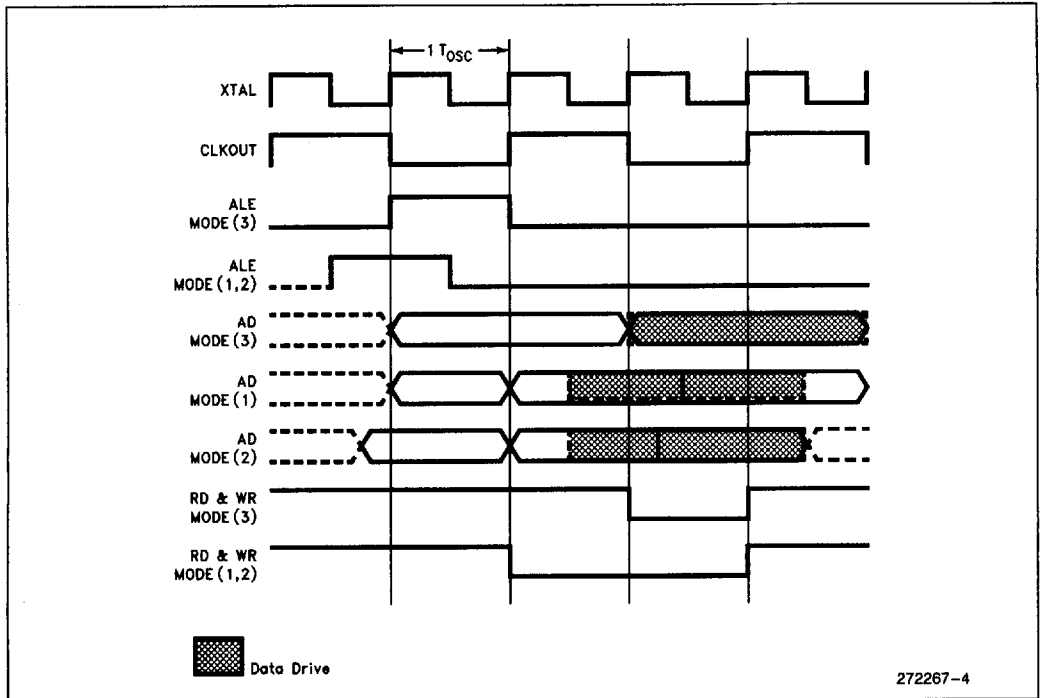 1 TOSC
XTAL
CLKOUT
ALE
MODE (3)
ALE
MODE (1,2)
AD
MODE (3)
AD
MODE (1)
AD
MODE (2)
RD & WR
MODE (3)
RD & WR
MODE (1,2)
Data Drive
272267-4